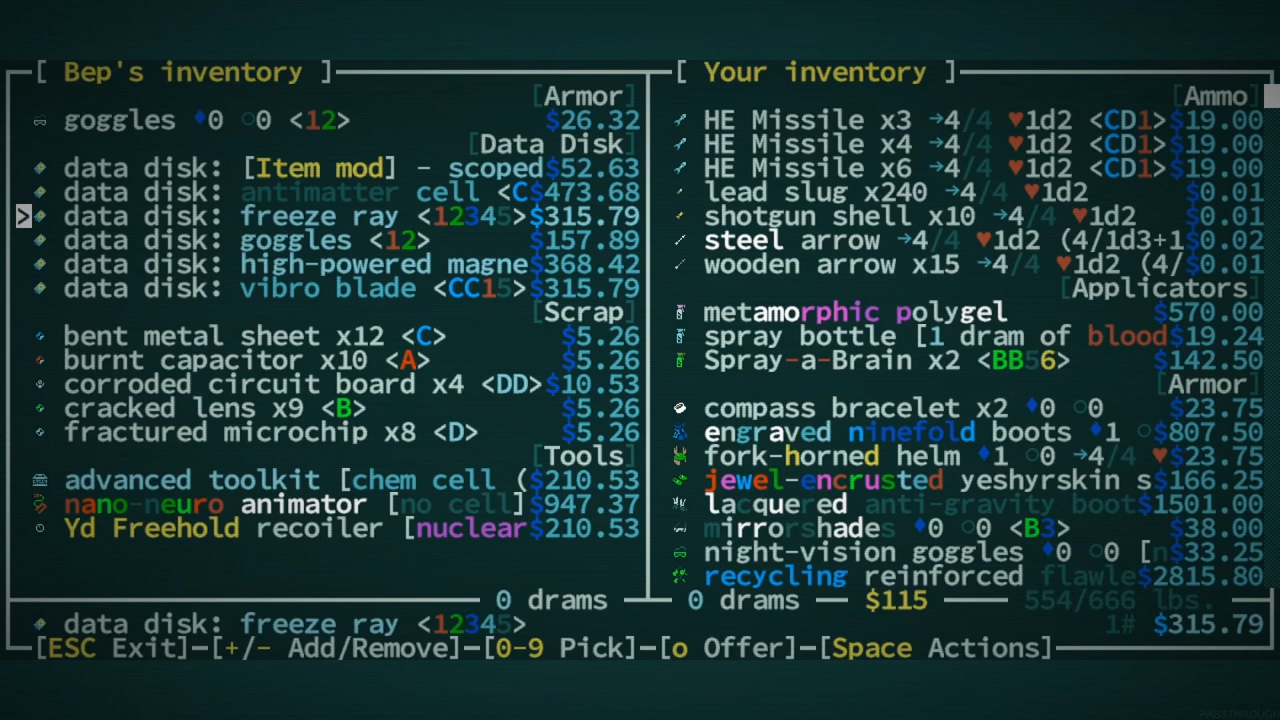 [ Bep's inventory ]
[Armor]
goggles ♦0 ○0 <12> $26.32
[Data Disk]
data disk: [Item mod] - scoped $52.63
data disk: antimatter cell <C $473.68
> data disk: freeze ray <12345> $315.79
data disk: goggles <12> $157.89
data disk: high-powered magne $368.42
data disk: vibro blade <CC15> $315.79
[Scrap]
bent metal sheet x12 <C> $5.26
burnt capacitor x10 <A> $5.26
corroded circuit board x4 <DD> $10.53
cracked lens x9 <B> $5.26
fractured microchip x8 <D> $5.26
[Tools]
advanced toolkit [chem cell ( $210.53
nano-neuro animator [no cell] $947.37
Yd Freehold recoiler [nuclear $210.53
0 drams
[ Your inventory ]
[Ammo]
HE Missile x3 →4/4 ♥1d2 <CD1> $19.00
HE Missile x4 →4/4 ♥1d2 <CD1> $19.00
HE Missile x6 →4/4 ♥1d2 <CD1> $19.00
lead slug x240 →4/4 ♥1d2 $0.01
shotgun shell x10 →4/4 ♥1d2 $0.01
steel arrow →4/4 ♥1d2 (4/1d3+1 $0.02
wooden arrow x15 →4/4 ♥1d2 (4/ $0.01
[Applicators]
metamorphic polygel $570.00
spray bottle [1 dram of blood $19.24
Spray-a-Brain x2 <BB56> $142.50
[Armor]
compass bracelet x2 ♦0 ○0 $23.75
engraved ninefold boots ♦1 ○ $807.50
fork-horned helm ♦1 ○0 →4/4 ♥ $23.75
jewel-encrusted yeshyrskin s $166.25
lacquered anti-gravity boot $1501.00
mirrorshades ♦0 ○0 <B3> $38.00
night-vision goggles ♦0 ○0 [n $33.25
recycling reinforced flawle $2815.80
0 drams — $115 — 554/666 lbs.
data disk: freeze ray <12345> 1# $315.79
[ESC Exit]-[+/- Add/Remove]-[0-9 Pick]-[o Offer]-[Space Actions]